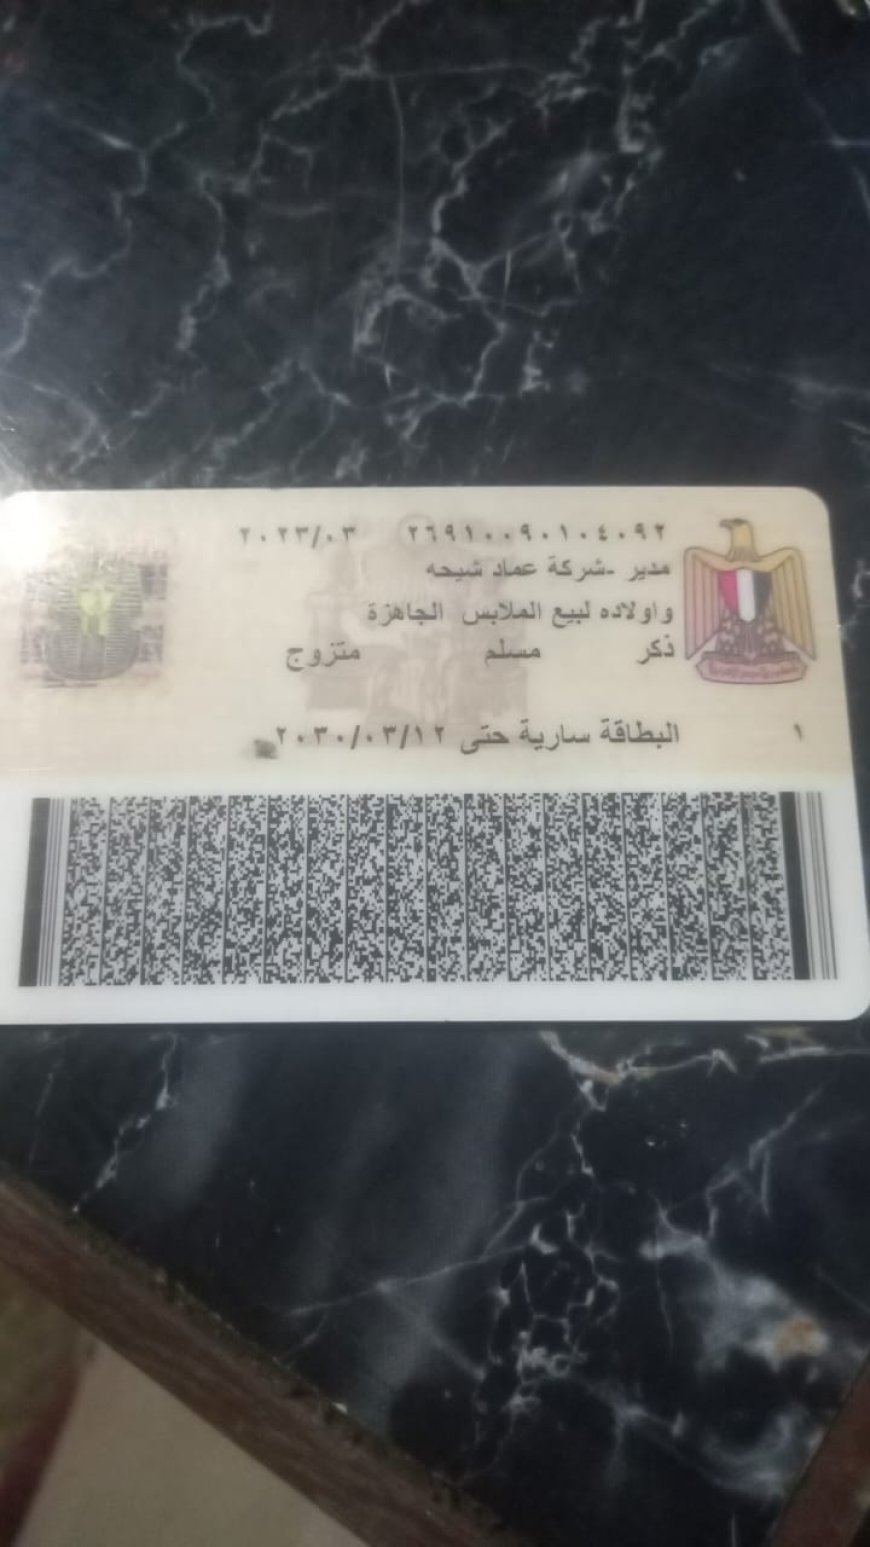 ٢٦٩١٠٠٩٠١٠٤٠٩٢ ٢٠٢٣/٠٣
مدير -شركة عماد شيحه
واولاده لبيع الملابس الجاهزة
ذكر مسلم متزوج
١ البطاقة سارية حتى ٢٠٣٠/٠٣/١٢